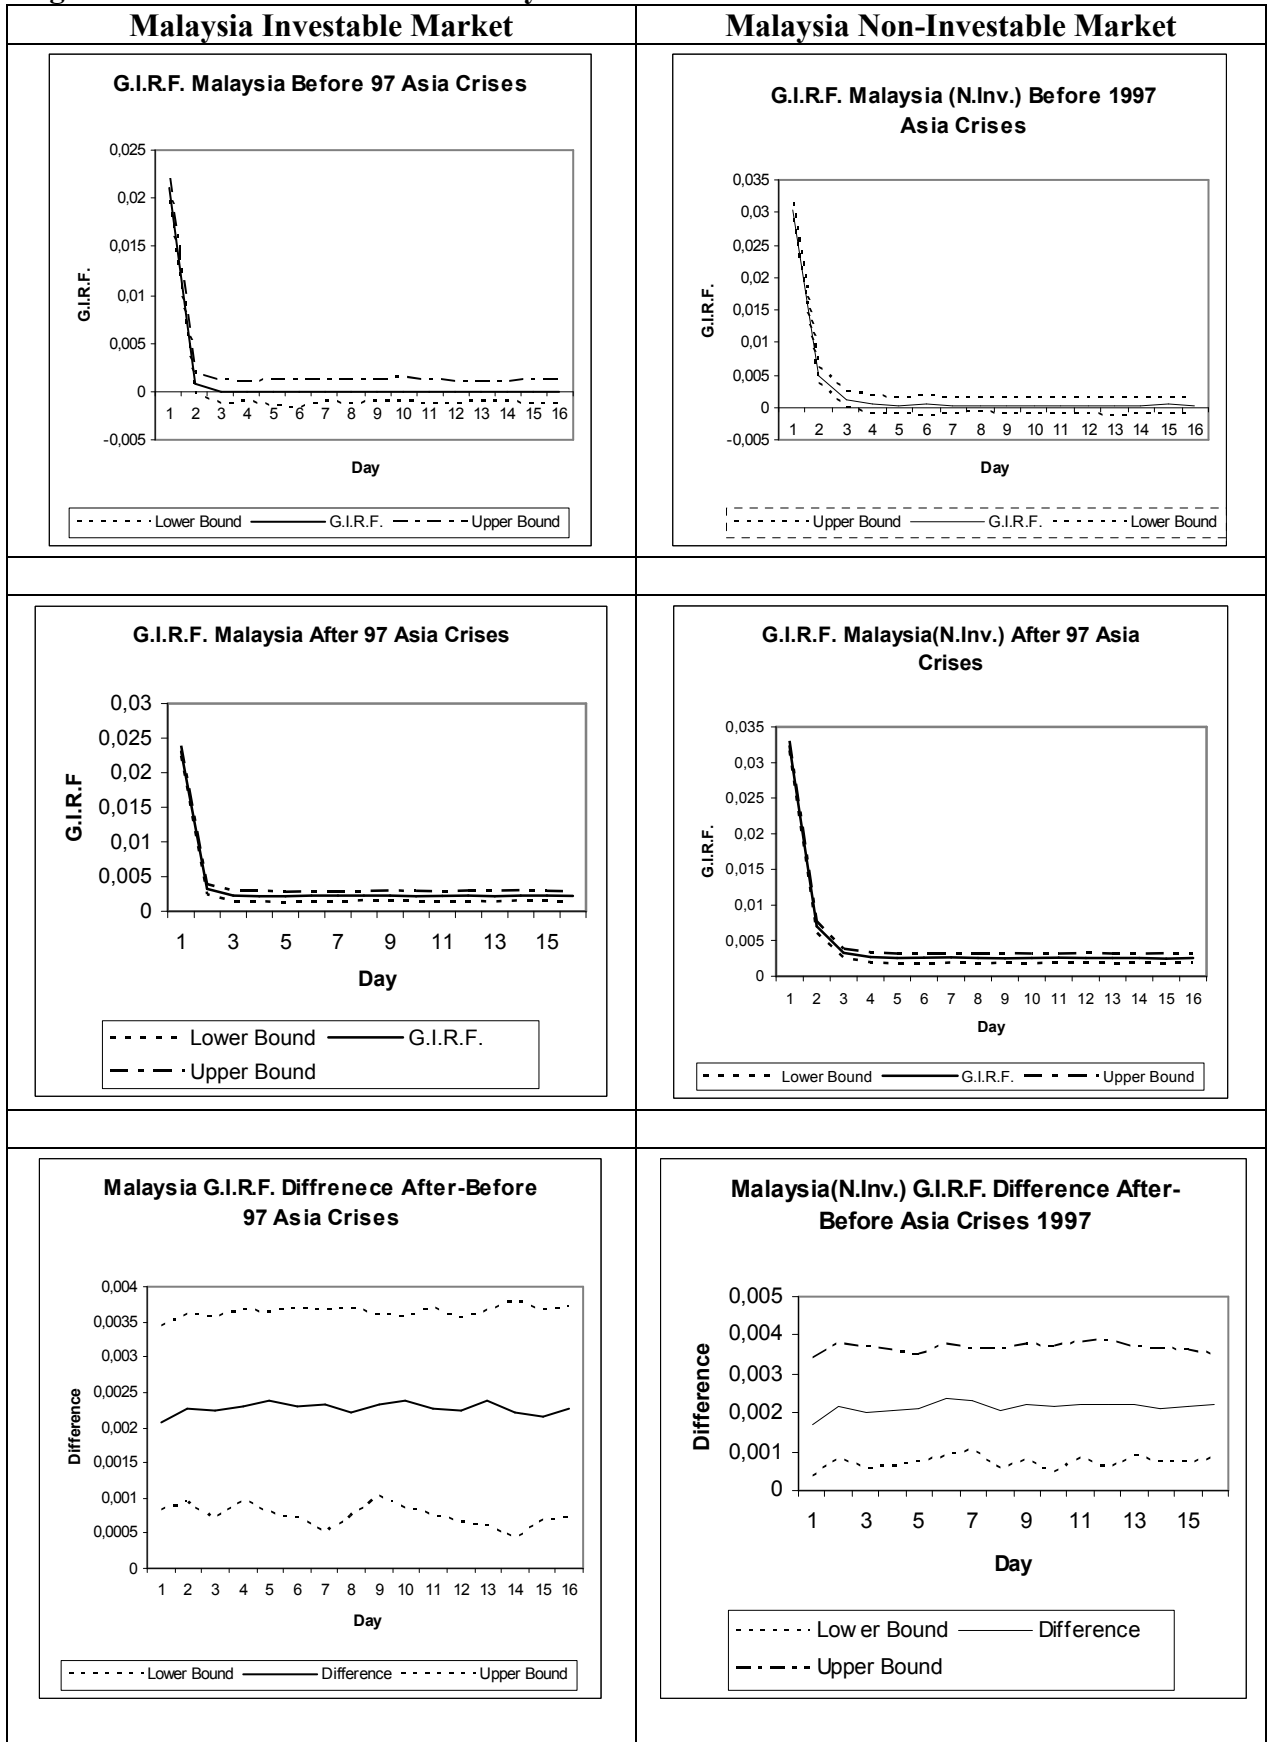 Malaysia Investable Market
Malaysia Non-Investable Market
G.I.R.F. Malaysia Before 97 Asia Crises
0,025
0,02
0,015
0,01
0,005
0
-0,005
G.I.R.F.
1 2 3 4 5 6 7 8 9 10 11 12 13 14 15 16
Day
Lower Bound G.I.R.F. Upper Bound
G.I.R.F. Malaysia (N.Inv.) Before 1997
Asia Crises
0,035
0,03
0,025
0,02
0,015
0,01
0,005
0
-0,005
G.I.R.F.
1 2 3 4 5 6 7 8 9 10 11 12 13 14 15 16
Day
Upper Bound G.I.R.F. Lower Bound
G.I.R.F. Malaysia After 97 Asia Crises
0,03
0,025
0,02
0,015
0,01
0,005
0
G.I.R.F
1 3 5 7 9 11 13 15
Day
Lower Bound G.I.R.F.
Upper Bound
G.I.R.F. Malaysia(N.Inv.) After 97 Asia
Crises
0,035
0,03
0,025
0,02
0,015
0,01
0,005
0
G.I.R.F.
1 2 3 4 5 6 7 8 9 10 11 12 13 14 15 16
Day
Lower Bound G.I.R.F. Upper Bound
Malaysia G.I.R.F. Diffrenece After-Before
97 Asia Crises
0,004
0,0035
0,003
0,0025
0,002
0,0015
0,001
0,0005
0
Difference
1 2 3 4 5 6 7 8 9 10 11 12 13 14 15 16
Day
Lower Bound Difference Upper Bound
Malaysia(N.Inv.) G.I.R.F. Difference After-
Before Asia Crises 1997
0,005
0,004
0,003
0,002
0,001
0
Difference
1 3 5 7 9 11 13 15
Day
Lower Bound Difference
Upper Bound